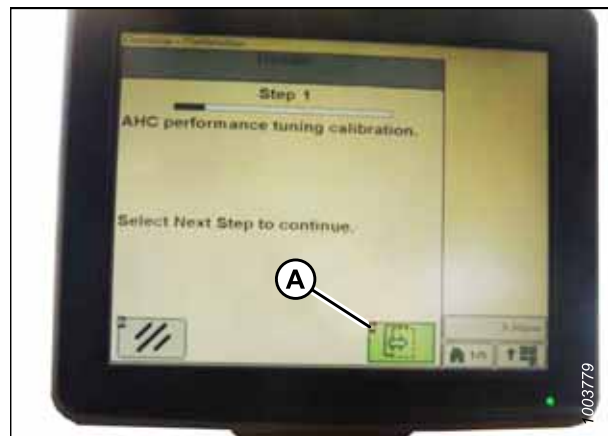 Step 1
AHC performance tuning calibration.
Select Next Step to continue.
A
1003779